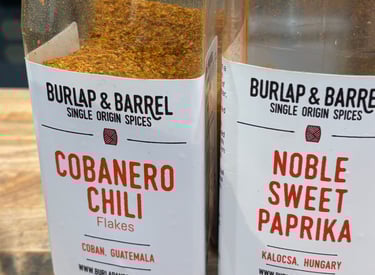 BURLAP & BARREL
SINGLE ORIGIN SPICES
COBANERO
CHILI
Flakes
COBAN, GUATEMALA
BURLAP & BARRE
SINGLE ORIGIN SPICES
NOBLE
SWEET
PAPRIKA
KALOCSA, HUNGARY